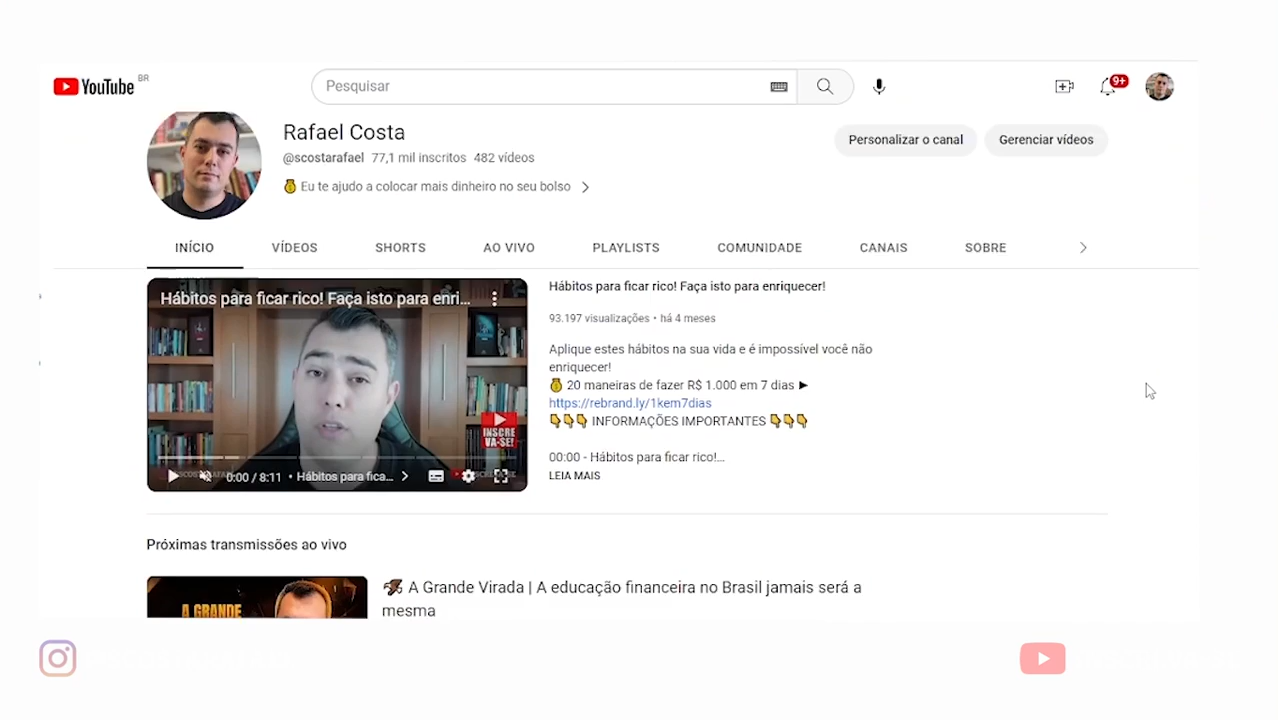 YouTube BR
Pesquisar
9+
Rafael Costa
@scostarafael 77,1 mil inscritos 482 vídeos
Eu te ajudo a colocar mais dinheiro no seu bolso
Personalizar o canal
Gerenciar vídeos
INÍCIO VÍDEOS SHORTS AO VIVO PLAYLISTS COMUNIDADE CANAIS SOBRE
Hábitos para ficar rico! Faça isto para enri...
INSCRE
VA-SE!
0:00 / 8:11 • Hábitos para fica...
Hábitos para ficar rico! Faça isto para enriquecer!
93.197 visualizações • há 4 meses
Aplique estes hábitos na sua vida e é impossível você não
enriquecer!
💰 20 maneiras de fazer R$ 1.000 em 7 dias ►
https://rebrand.ly/1kem7dias
👇👇👇 INFORMAÇÕES IMPORTANTES 👇👇👇
00:00 - Hábitos para ficar rico!...
LEIA MAIS
Próximas transmissões ao vivo
A GRANDE
A Grande Virada | A educação financeira no Brasil jamais será a
mesma